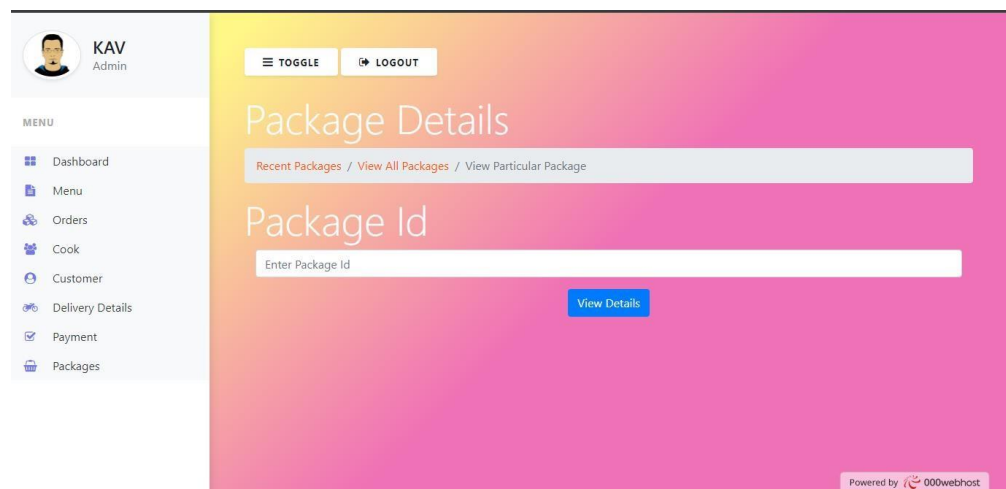 KAV
Admin
MENU
Dashboard
Menu
Orders
Cook
Customer
Delivery Details
Payment
Packages
TOGGLE
LOGOUT
Package Details
Recent Packages / View All Packages / View Particular Package
Package Id
Enter Package Id
View Details
Powered by 000webhost